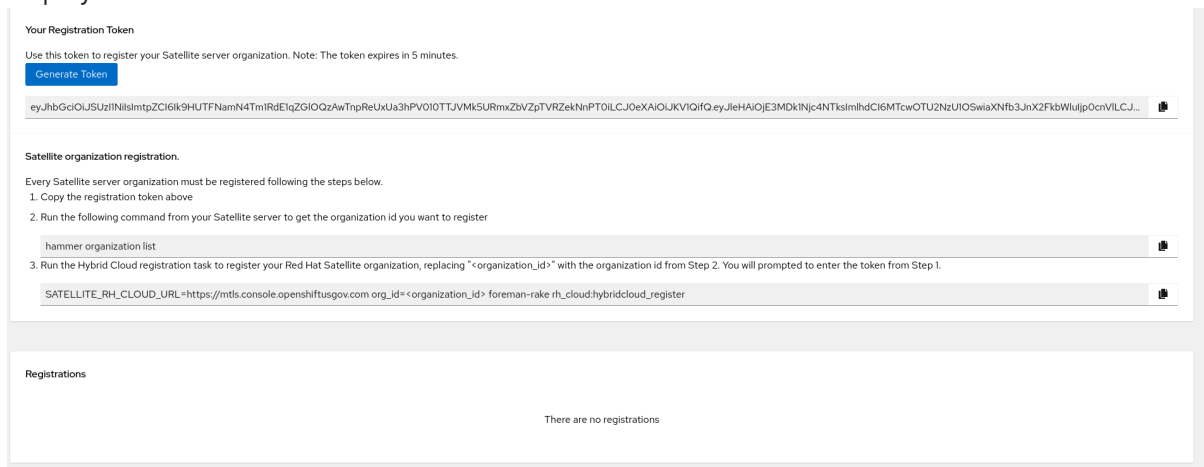 Your Registration Token
Use this token to register your Satellite server organization. Note: The token expires in 5 minutes.
Generate Token
Satellite organization registration.
Every Satellite server organization must be registered following the steps below.
1. Copy the registration token above
2. Run the following command from your Satellite server to get the organization id you want to register
hammer organization list
3. Run the Hybrid Cloud registration task to register your Red Hat Satellite organization, replacing "<organization_id>" with the organization id from Step 2. You will prompted to enter the token from Step 1.
SATELLITE_RH_CLOUD_URL=https://mtls.console.openshiftusgov.com org_id=<organization_id> foreman-rake rh_cloud:hybridcloud_register
Registrations
There are no registrations